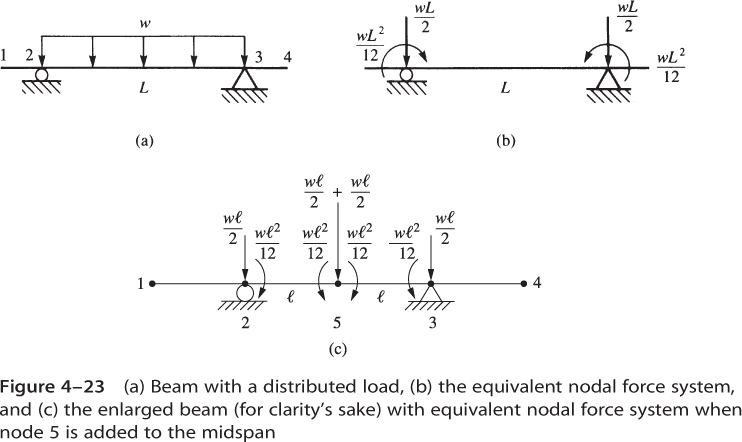 w
1 2 3 4
L
(a)
wL/2 wL/2
wL²/12 wL²/12
L
(b)
wℓ/2 + wℓ/2
wℓ/2 wℓ²/12 wℓ²/12 wℓ²/12 wℓ²/12 wℓ/2
1 ℓ ℓ 4
2 5 3
(c)
Figure 4–23 (a) Beam with a distributed load, (b) the equivalent nodal force system,
and (c) the enlarged beam (for clarity's sake) with equivalent nodal force system when
node 5 is added to the midspan